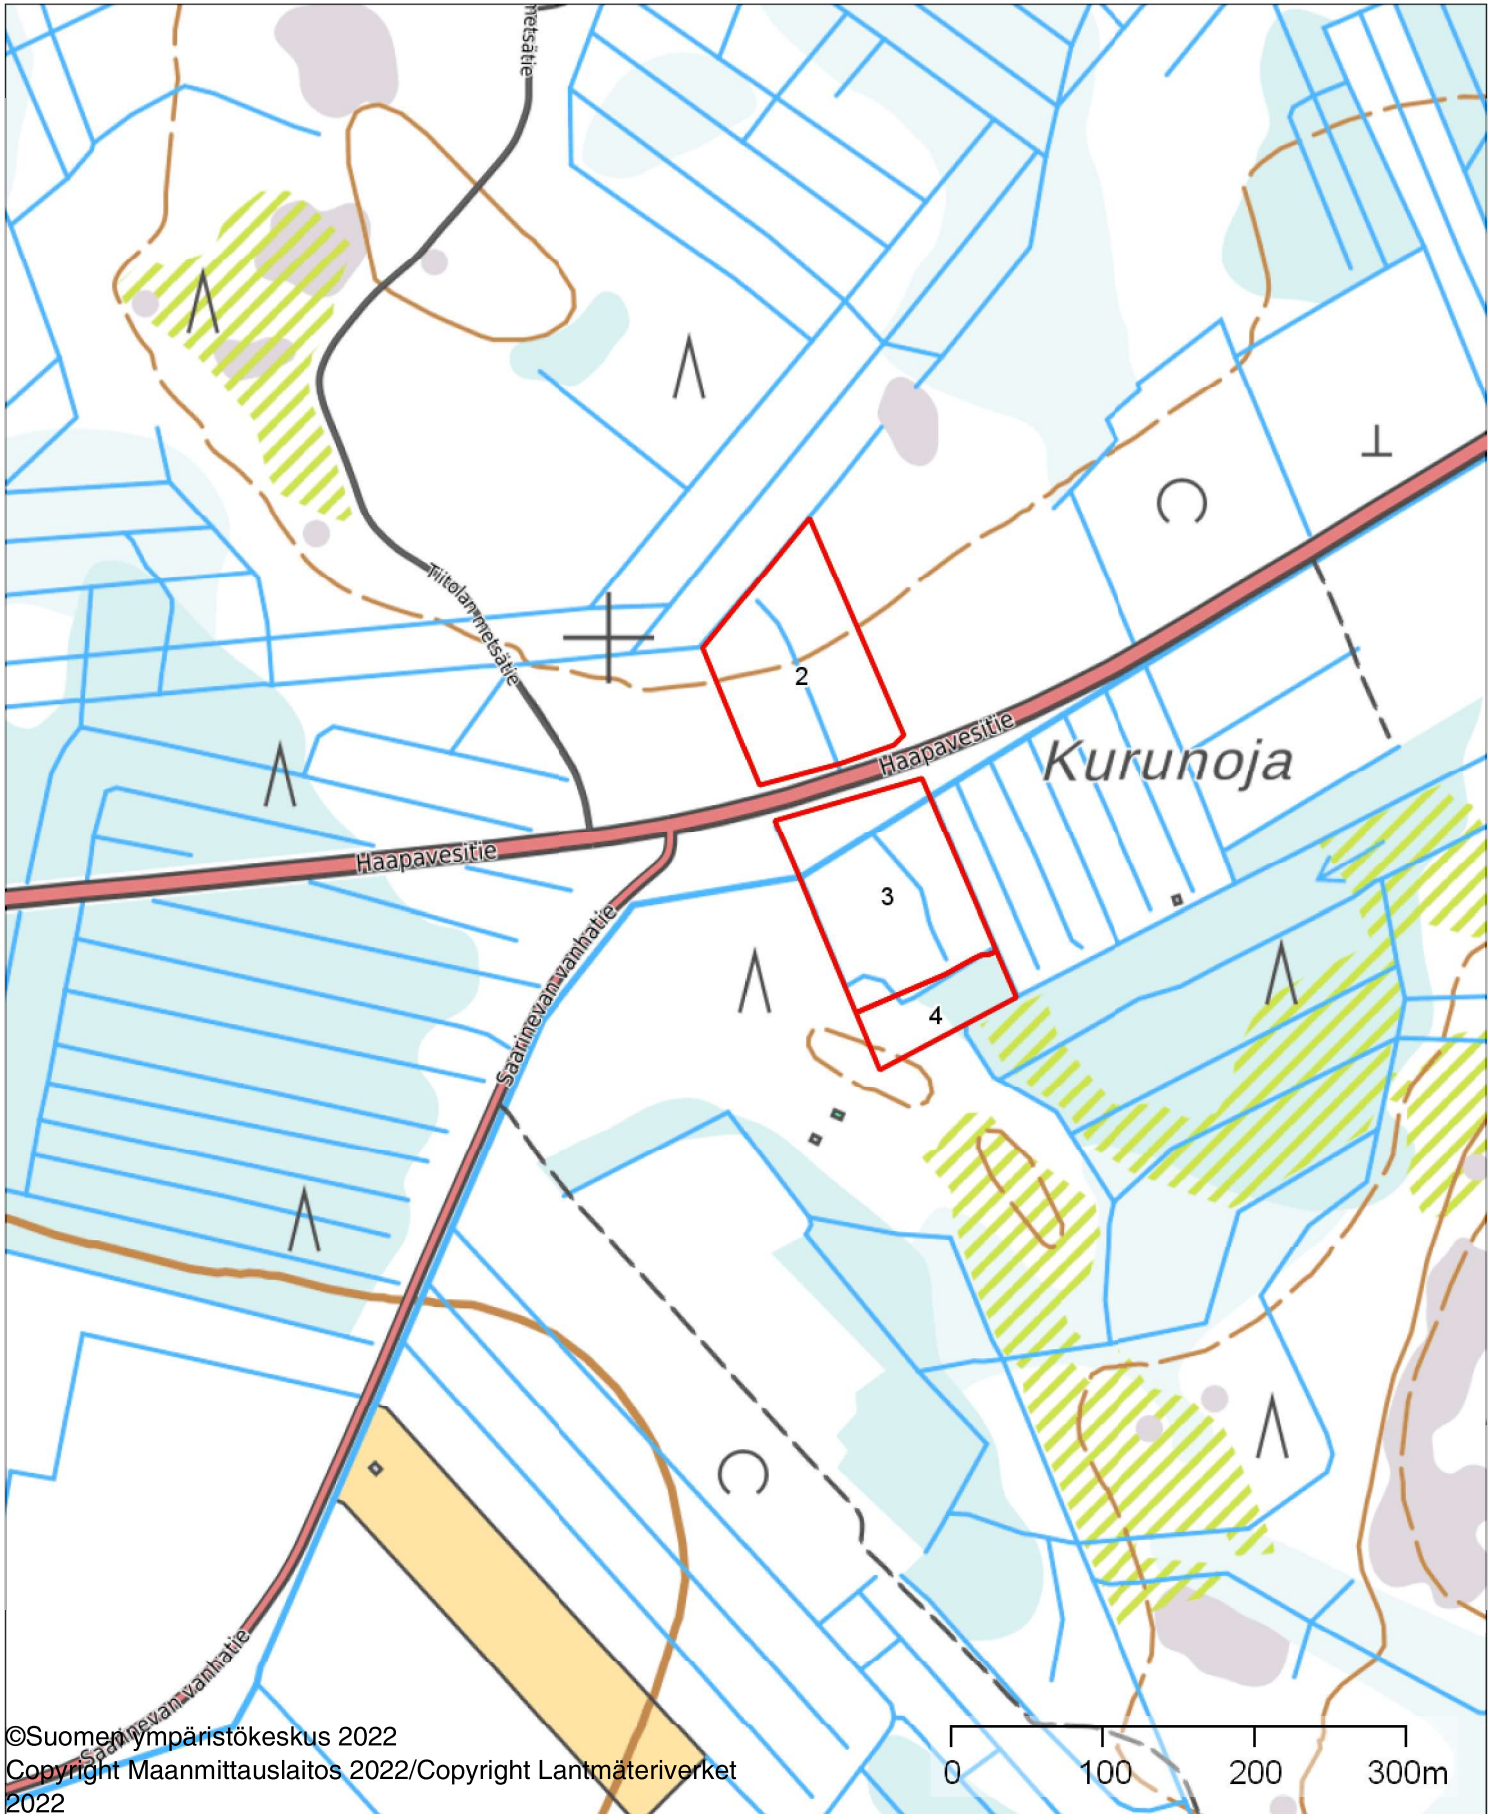 metsätie
Tiitolan metsätie
2
Haapavesitie
Kurunoja
Haapavesitie
3
Saarinevan vanhatie
4
Saarinevan vanhatie
©Suomen ympäristökeskus 2022
Copyright Maanmittauslaitos 2022/Copyright Lantmäteriverket
2022
0 100 200 300m